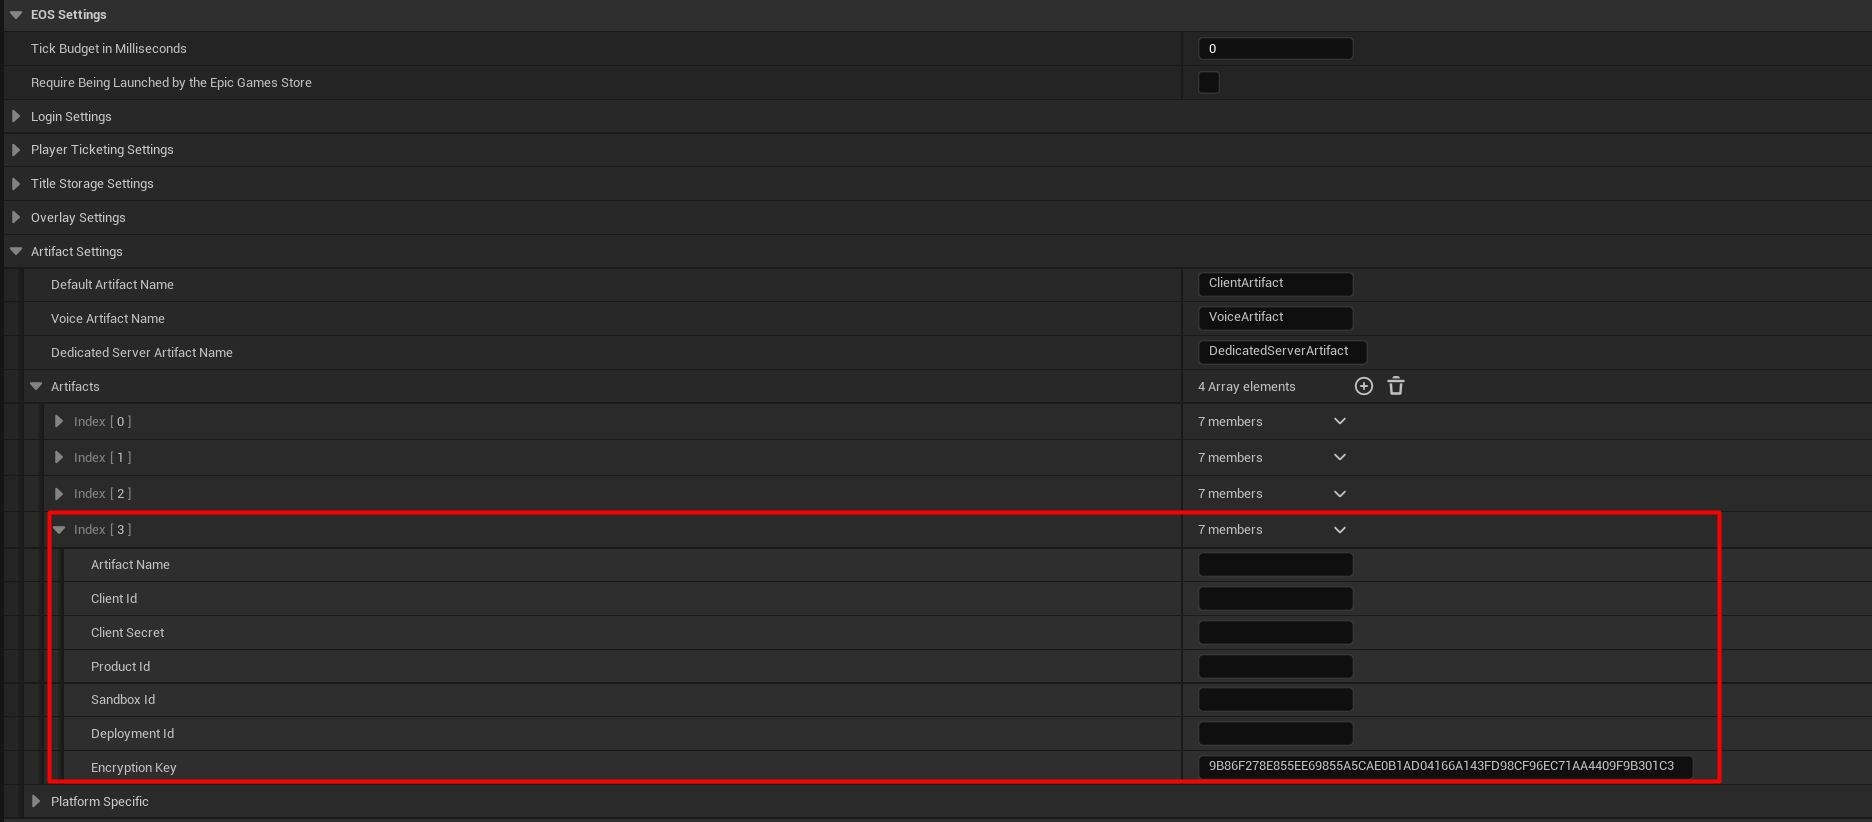 EOS Settings
Tick Budget in Milliseconds 0
Require Being Launched by the Epic Games Store
Login Settings
Player Ticketing Settings
Title Storage Settings
Overlay Settings
Artifact Settings
Default Artifact Name ClientArtifact
Voice Artifact Name VoiceArtifact
Dedicated Server Artifact Name DedicatedServerArtifact
Artifacts 4 Array elements
Index [ 0 ] 7 members
Index [ 1 ] 7 members
Index [ 2 ] 7 members
Index [ 3 ] 7 members
Artifact Name
Client Id
Client Secret
Product Id
Sandbox Id
Deployment Id
Encryption Key 9B86F278E855EE69855A5CAE0B1AD04166A143FD98CF96EC71AA4409F9B301C3
Platform Specific